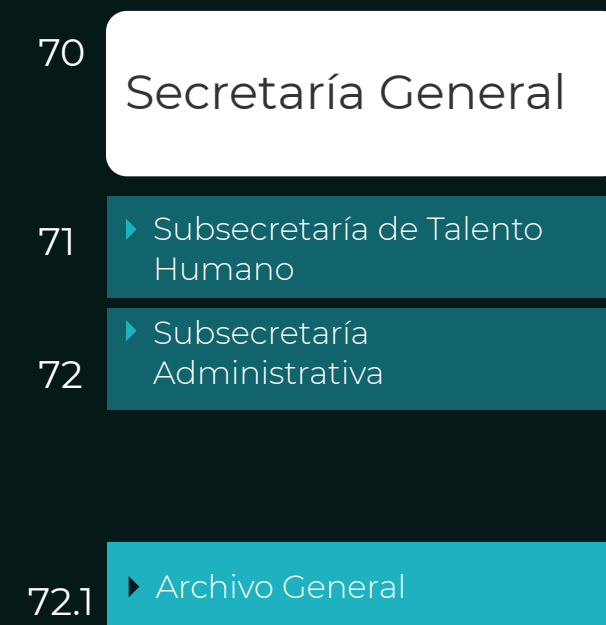 70
Secretaría General
71
Subsecretaría de Talento
Humano
Subsecretaría
72
Administrativa
72.1
Archivo General